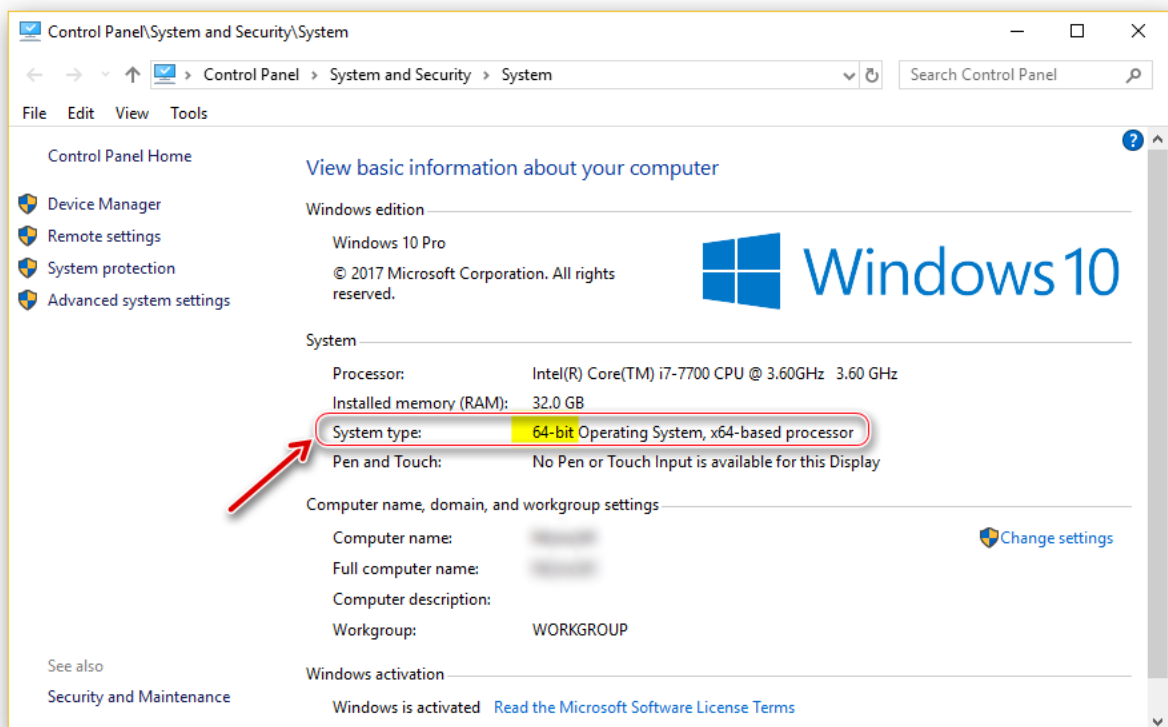 Control Panel\System and Security\System
Control Panel > System and Security > System
Search Control Panel
File Edit View Tools
Control Panel Home
Device Manager
Remote settings
System protection
Advanced system settings
See also
Security and Maintenance
?
View basic information about your computer
Windows edition
Windows 10 Pro
© 2017 Microsoft Corporation. All rights
reserved.
Windows 10
System
Processor: Intel(R) Core(TM) i7-7700 CPU @ 3.60GHz 3.60 GHz
Installed memory (RAM): 32.0 GB
System type: 64-bit Operating System, x64-based processor
Pen and Touch: No Pen or Touch Input is available for this Display
Computer name, domain, and workgroup settings
Computer name:
Change settings
Full computer name:
Computer description:
Workgroup: WORKGROUP
Windows activation
Windows is activated Read the Microsoft Software License Terms